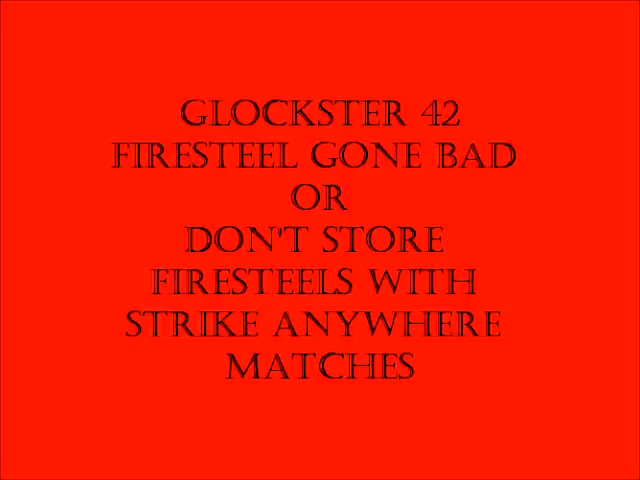 GLOCKSTER 42
FIRESTEEL GONE BAD
OR
DON'T STORE
FIRESTEELS WITH
STRIKE ANYWHERE
MATCHES